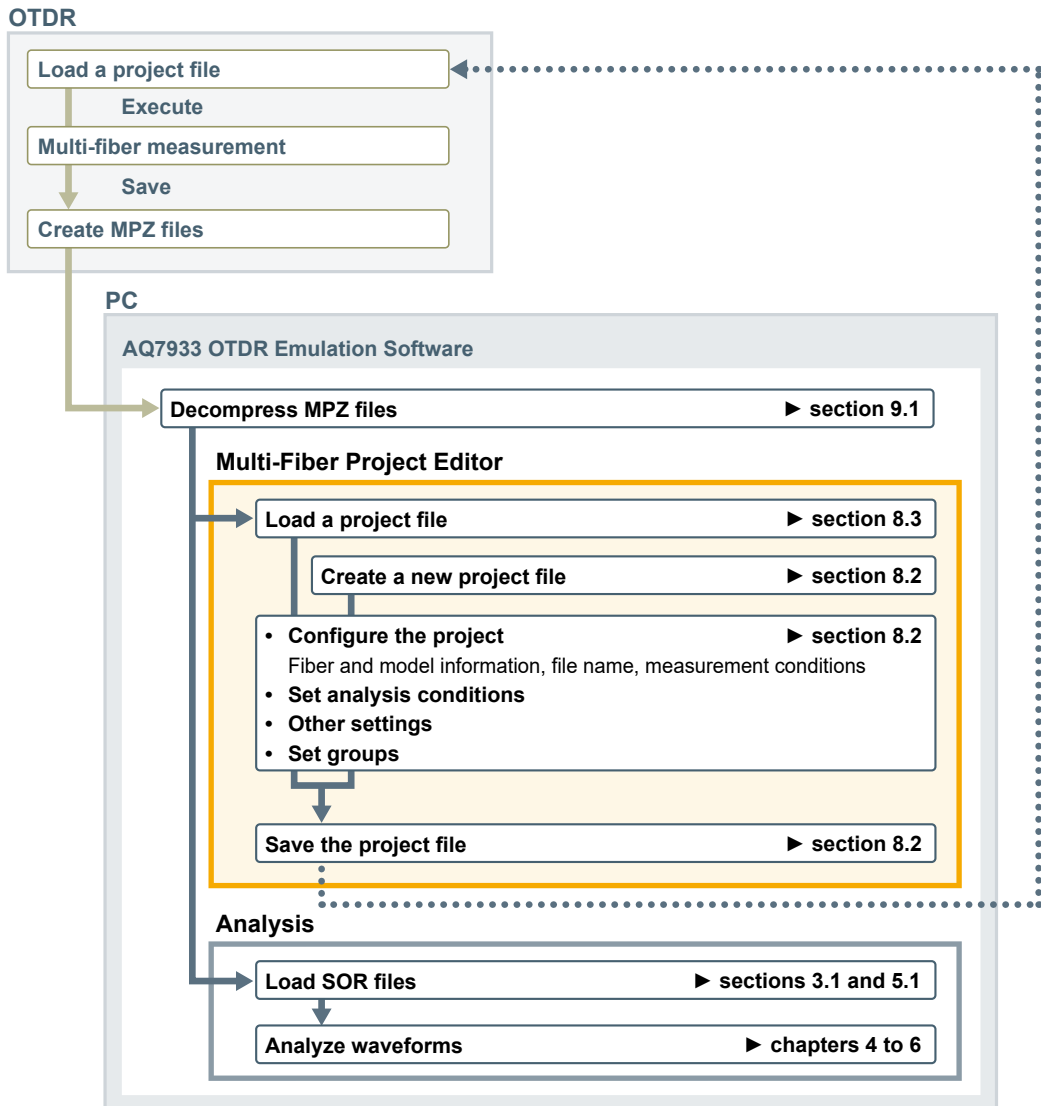 OTDR
Load a project file
Execute
Multi-fiber measurement
Save
Create MPZ files
PC
AQ7933 OTDR Emulation Software
Decompress MPZ files ► section 9.1
Multi-Fiber Project Editor
Load a project file ► section 8.3
Create a new project file ► section 8.2
• Configure the project ► section 8.2
Fiber and model information, file name, measurement conditions
• Set analysis conditions
• Other settings
• Set groups
Save the project file ► section 8.2
Analysis
Load SOR files ► sections 3.1 and 5.1
Analyze waveforms ► chapters 4 to 6